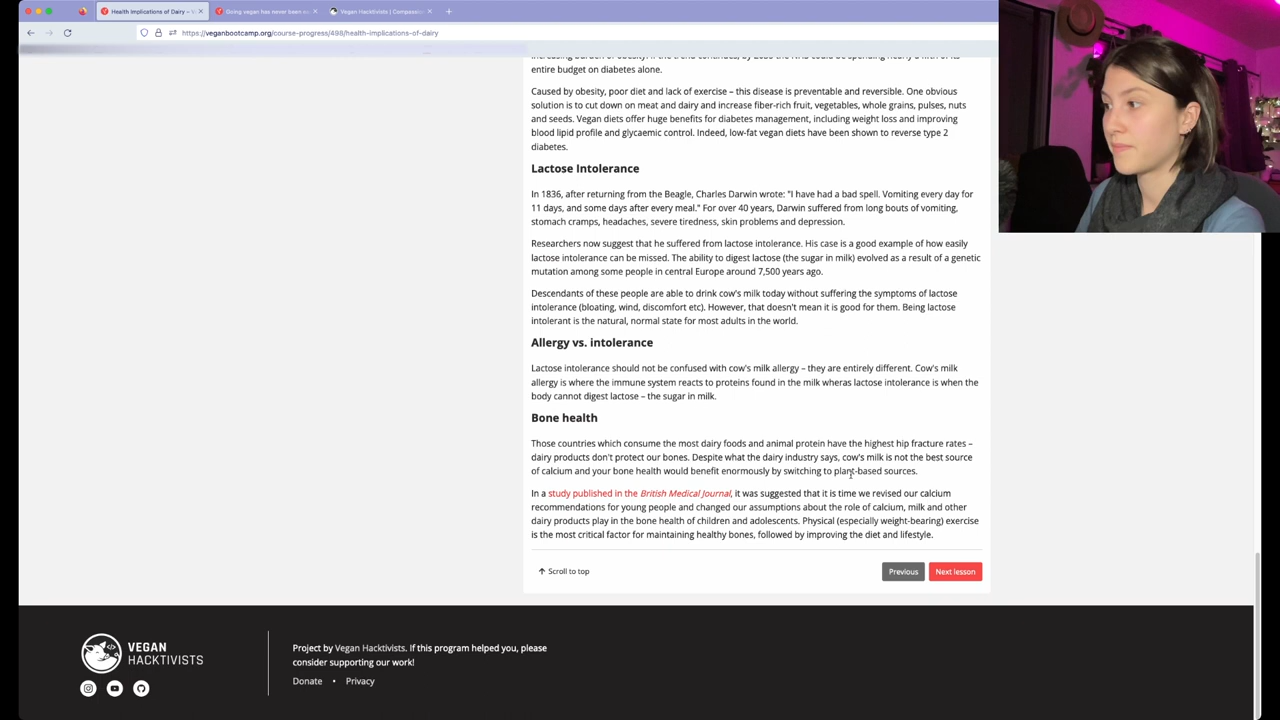 Health Implications of Dairy –
Going vegan has never been
Vegan Hacktivists | Compassi
https://veganbootcamp.org/course-progress/498/health-implications-of-dairy
entire budget on diabetes alone.
Caused by obesity, poor diet and lack of exercise – this disease is preventable and reversible. One obvious
solution is to cut down on meat and dairy and increase fiber-rich fruit, vegetables, whole grains, pulses, nuts
and seeds. Vegan diets offer huge benefits for diabetes management, including weight loss and improving
blood lipid profile and glycaemic control. Indeed, low-fat vegan diets have been shown to reverse type 2
diabetes.
Lactose Intolerance
In 1836, after returning from the Beagle, Charles Darwin wrote: "I have had a bad spell. Vomiting every day for
11 days, and some days after every meal." For over 40 years, Darwin suffered from long bouts of vomiting,
stomach cramps, headaches, severe tiredness, skin problems and depression.
Researchers now suggest that he suffered from lactose intolerance. His case is a good example of how easily
lactose intolerance can be missed. The ability to digest lactose (the sugar in milk) evolved as a result of a genetic
mutation among some people in central Europe around 7,500 years ago.
Descendants of these people are able to drink cow's milk today without suffering the symptoms of lactose
intolerance (bloating, wind, discomfort etc). However, that doesn't mean it is good for them. Being lactose
intolerant is the natural, normal state for most adults in the world.
Allergy vs. intolerance
Lactose intolerance should not be confused with cow's milk allergy – they are entirely different. Cow's milk
allergy is where the immune system reacts to proteins found in the milk wheras lactose intolerance is when the
body cannot digest lactose – the sugar in milk.
Bone health
Those countries which consume the most dairy foods and animal protein have the highest hip fracture rates –
dairy products don't protect our bones. Despite what the dairy industry says, cow's milk is not the best source
of calcium and your bone health would benefit enormously by switching to plant-based sources.
In a study published in the British Medical Journal, it was suggested that it is time we revised our calcium
recommendations for young people and changed our assumptions about the role of calcium, milk and other
dairy products play in the bone health of children and adolescents. Physical (especially weight-bearing) exercise
is the most critical factor for maintaining healthy bones, followed by improving the diet and lifestyle.
Scroll to top
Previous
Next lesson
VEGAN
HACKTIVISTS
Project by Vegan Hacktivists. If this program helped you, please
consider supporting our work!
Donate • Privacy